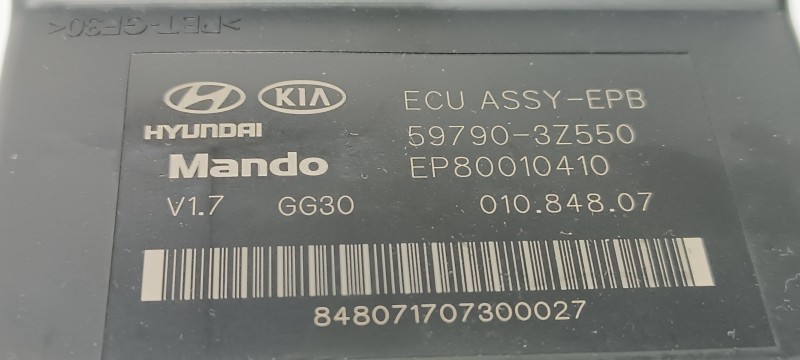 >PET-GF30<
KIA
ECU ASSY-EPB
HYUNDAI
59790-3Z550
Mando
EP80010410
V1.7 GG30 010.848.07
848071707300027